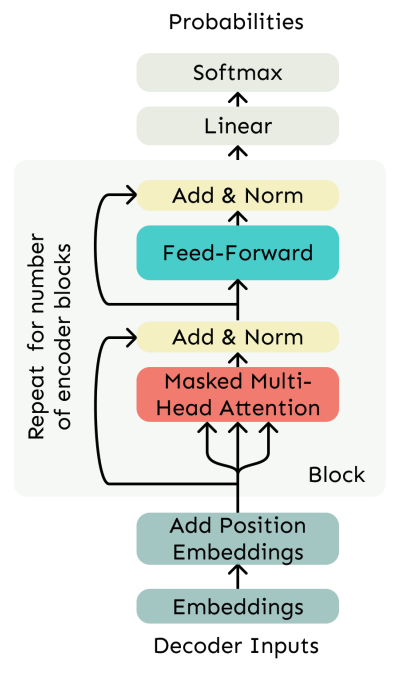 Probabilities
Softmax
Linear
Add & Norm
Feed-Forward
Add & Norm
Masked Multi-
Head Attention
Repeat for number
of encoder blocks
Block
Add Position
Embeddings
Embeddings
Decoder Inputs